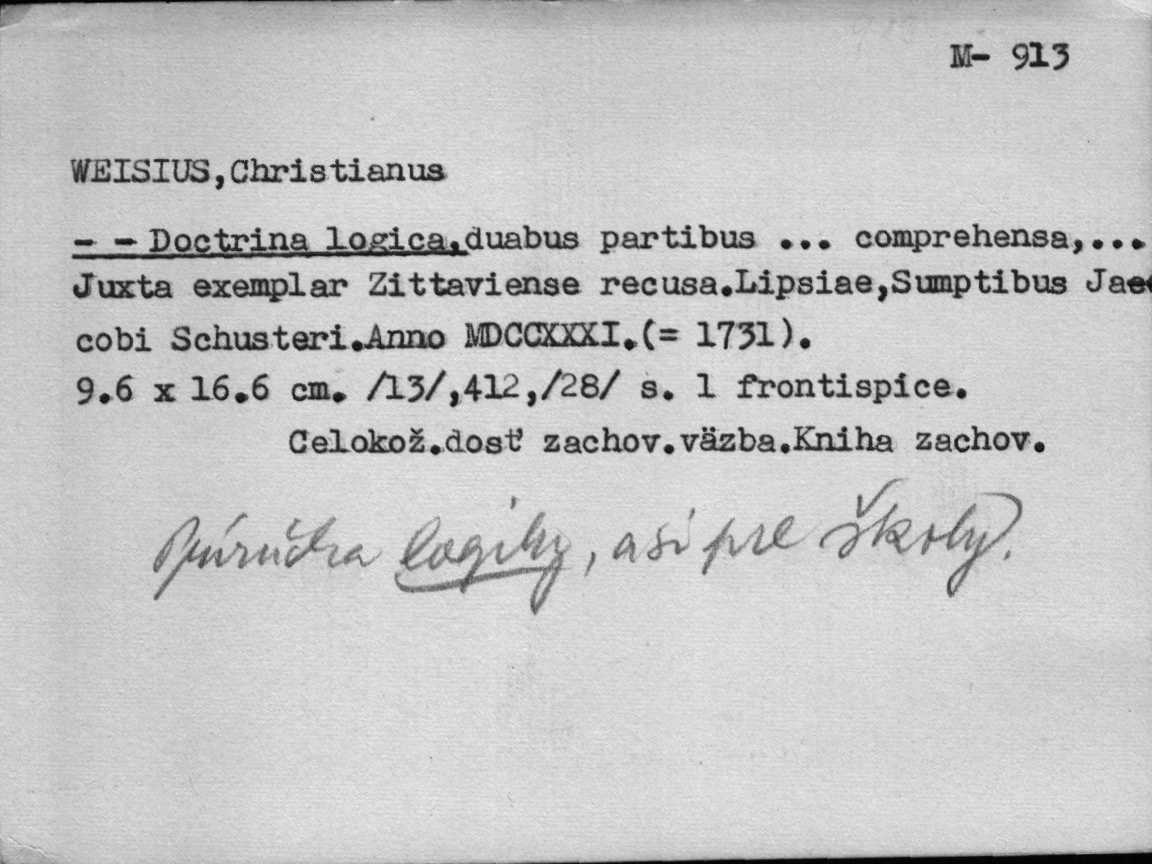 M- 913
WEISIUS,Christianus
- - Doctrina logica,duabus partibus ... comprehensa,...
Juxta exemplar Zittaviense recusa.Lipsiae,Sumptibus Ja
cobi Schusteri.Anno MDCCXXXI.(= 1731).
9.6 x 16.6 cm. /13/,412,/28/ s. 1 frontispice.
Celokož.dosť zachov.väzba.Kniha zachov.
Príručka logiky, asi pre školy.